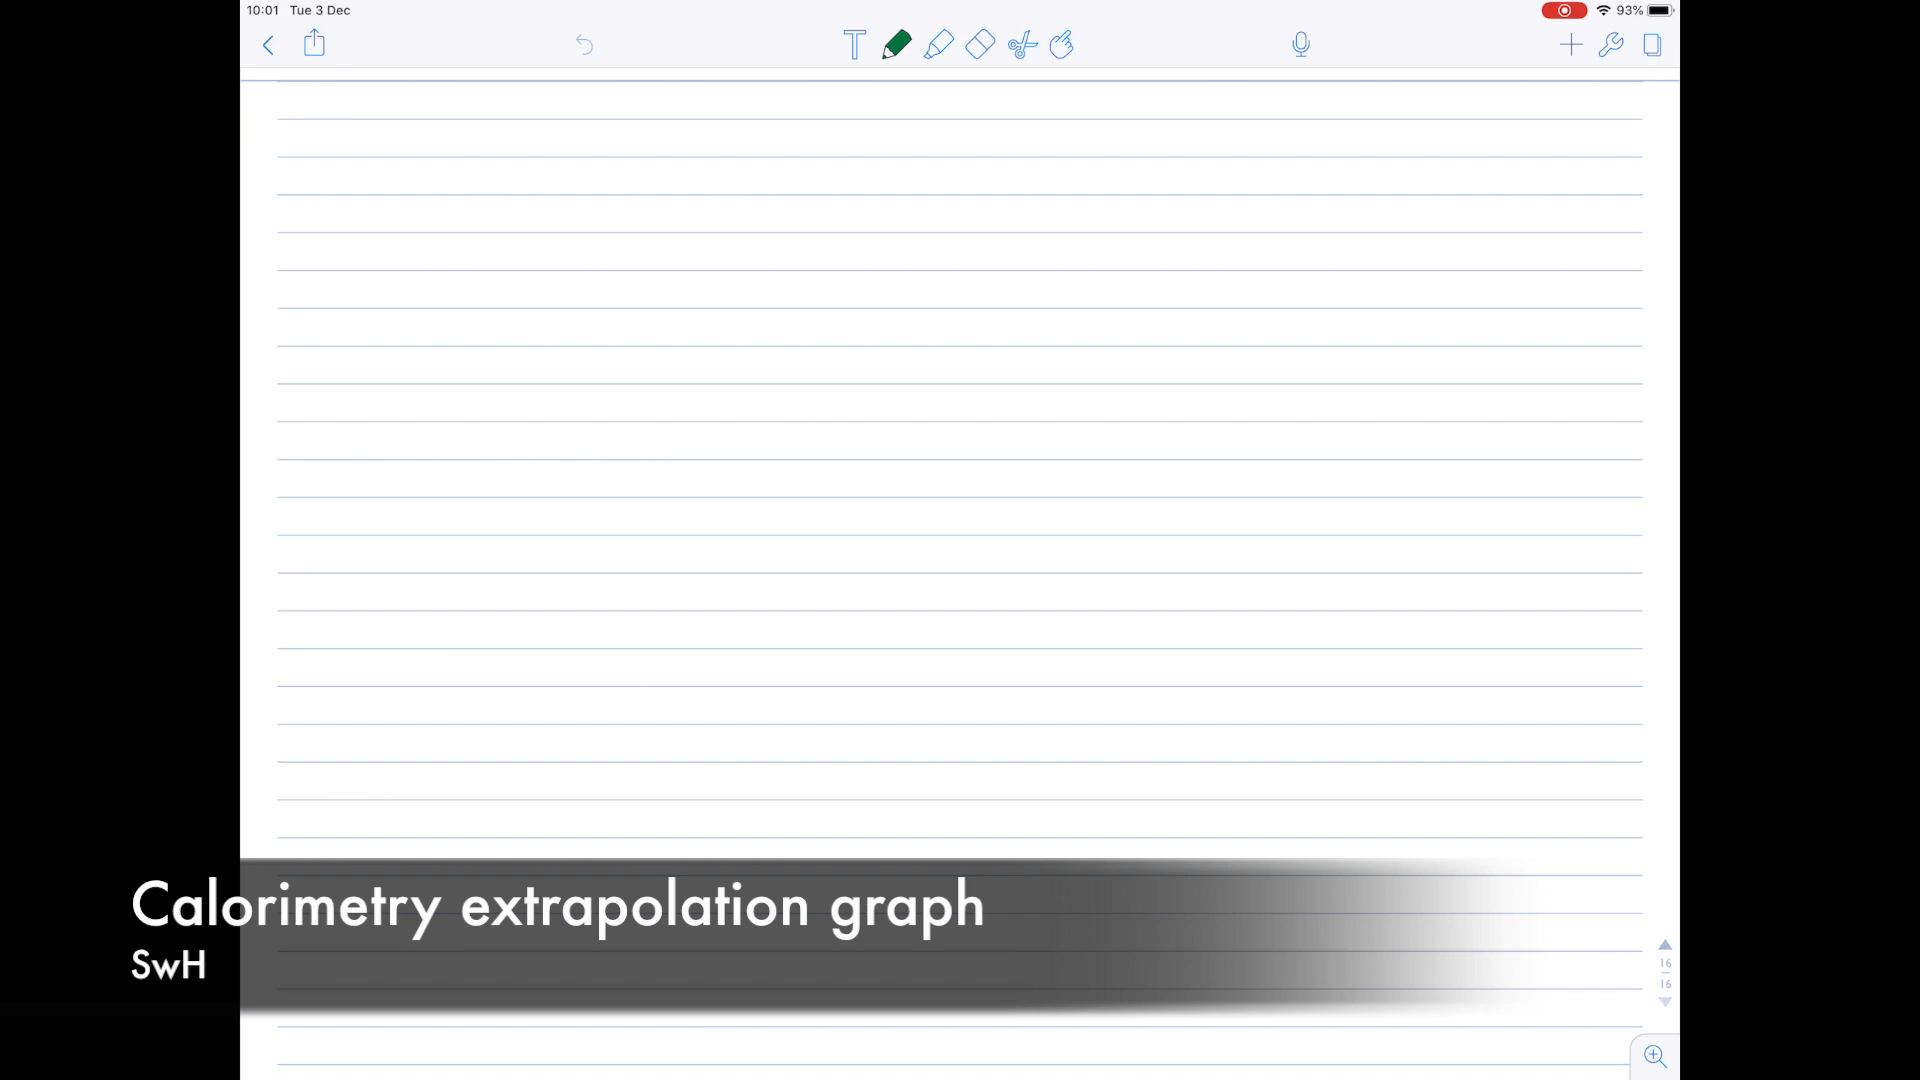 10:01 Tue 3 Dec
93%
T
Calorimetry extrapolation graph
SwH
16
16